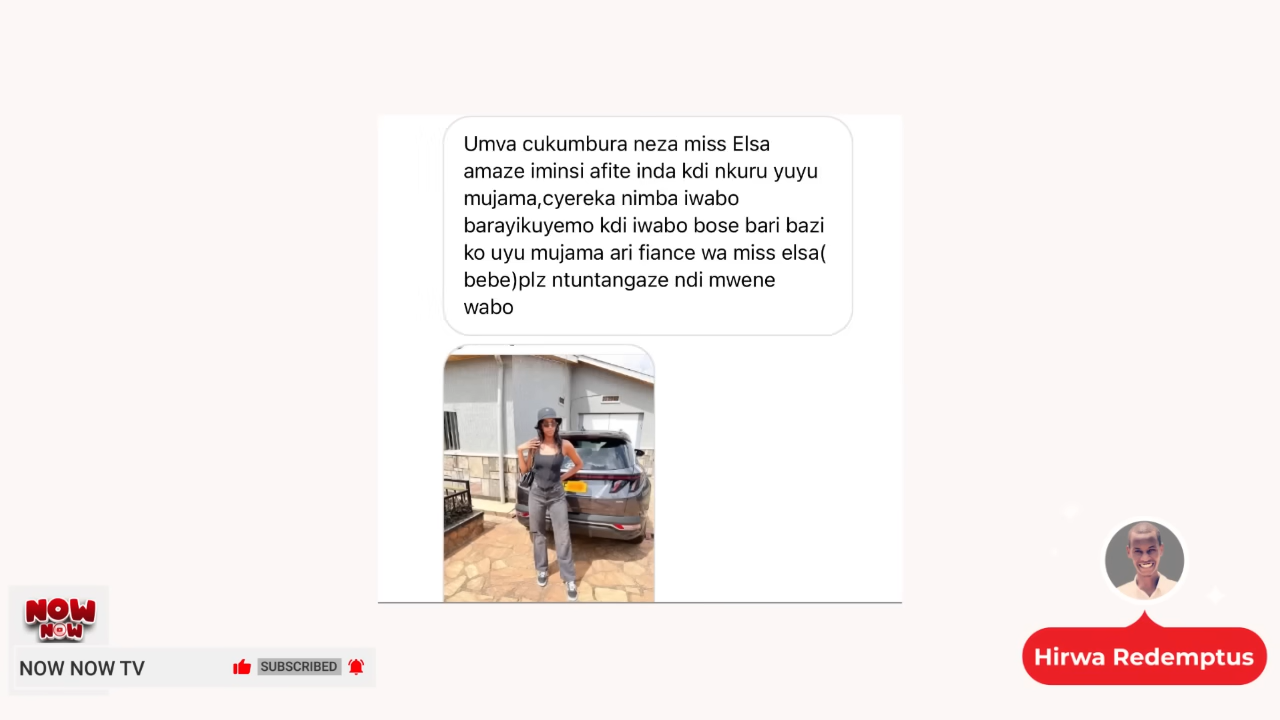 Umva cukumbura neza miss Elsa
amaze iminsi afite inda kdi nkuru yuyu
mujama,cyereka nimba iwabo
barayikuyemo kdi iwabo bose bari bazi
ko uyu mujama ari fiance wa miss elsa(
bebe)plz ntuntangaze ndi mwene
wabo
NOW
NOW
NOW NOW TV
SUBSCRIBED
Hirwa Redemptus